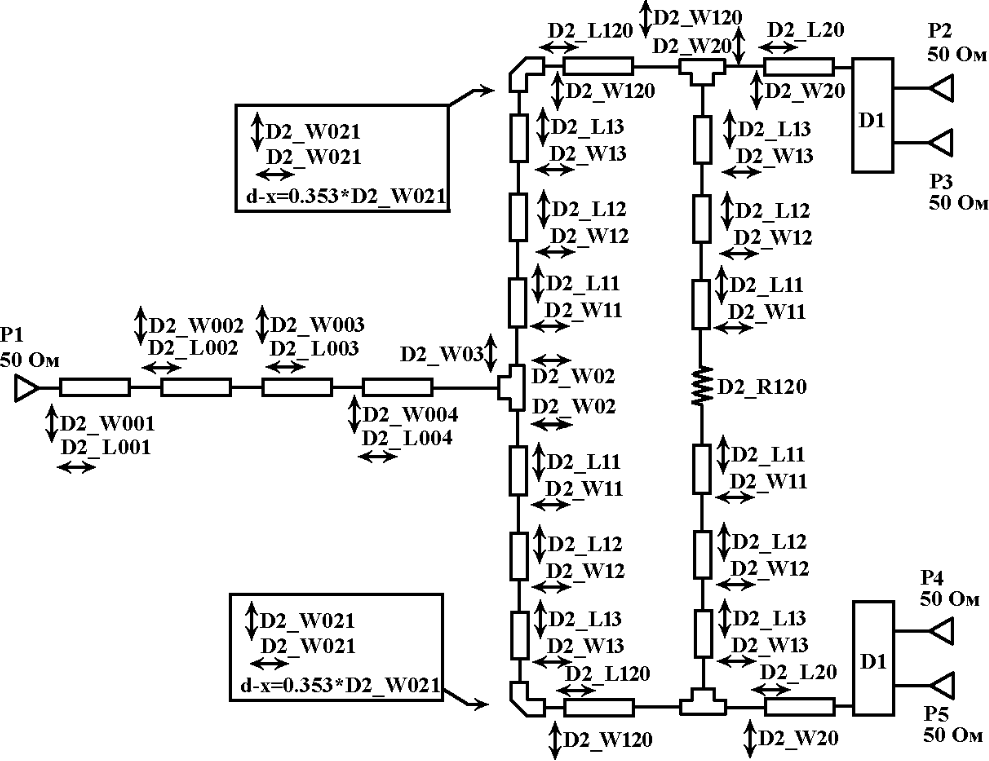 D2_L120
D2_W120
D2_W20
D2_L20
P2
50 Ом
D2_W120
D2_W20
D1
P3
50 Ом
D2_W021
D2_W021
d-x=0.353*D2_W021
D2_L13
D2_W13
D2_L13
D2_W13
D2_L12
D2_W12
D2_L12
D2_W12
D2_L11
D2_W11
D2_L11
D2_W11
P1
50 Ом
D2_W002
D2_L002
D2_W003
D2_L003
D2_W03
D2_W02
D2_W02
D2_R120
D2_W001
D2_L001
D2_W004
D2_L004
D2_L11
D2_W11
D2_L11
D2_W11
D2_L12
D2_W12
D2_L12
D2_W12
D2_W021
D2_W021
d-x=0.353*D2_W021
D2_L13
D2_W13
D2_L13
D2_W13
P4
50 Ом
D1
D2_L120
D2_W120
D2_L20
D2_W20
P5
50 Ом